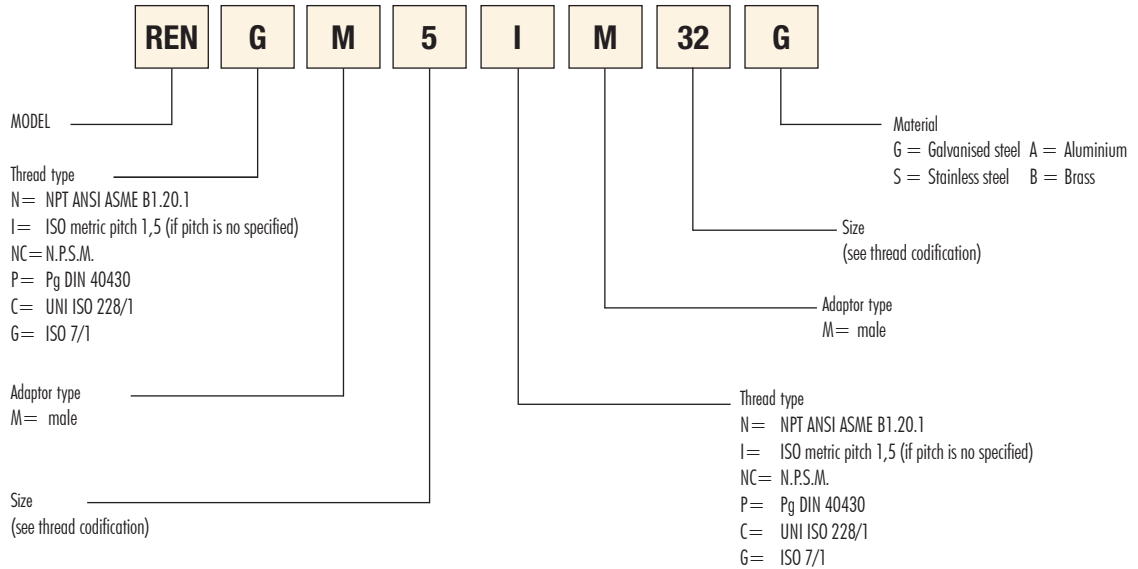 REN G M 5 I M 32 G
MODEL
Thread type
N= NPT ANSI ASME B1.20.1
I= ISO metric pitch 1,5 (if pitch is no specified)
NC=N.P.S.M.
P= Pg DIN 40430
C= UNI ISO 228/1
G= ISO 7/1
Adaptor type
M= male
Size
(see thread codification)
Material
G = Galvanised steel A = Aluminium
S = Stainless steel B = Brass
Size
(see thread codification)
Adaptor type
M= male
Thread type
N= NPT ANSI ASME B1.20.1
I= ISO metric pitch 1,5 (if pitch is no specified)
NC= N.P.S.M.
P= Pg DIN 40430
C= UNI ISO 228/1
G= ISO 7/1